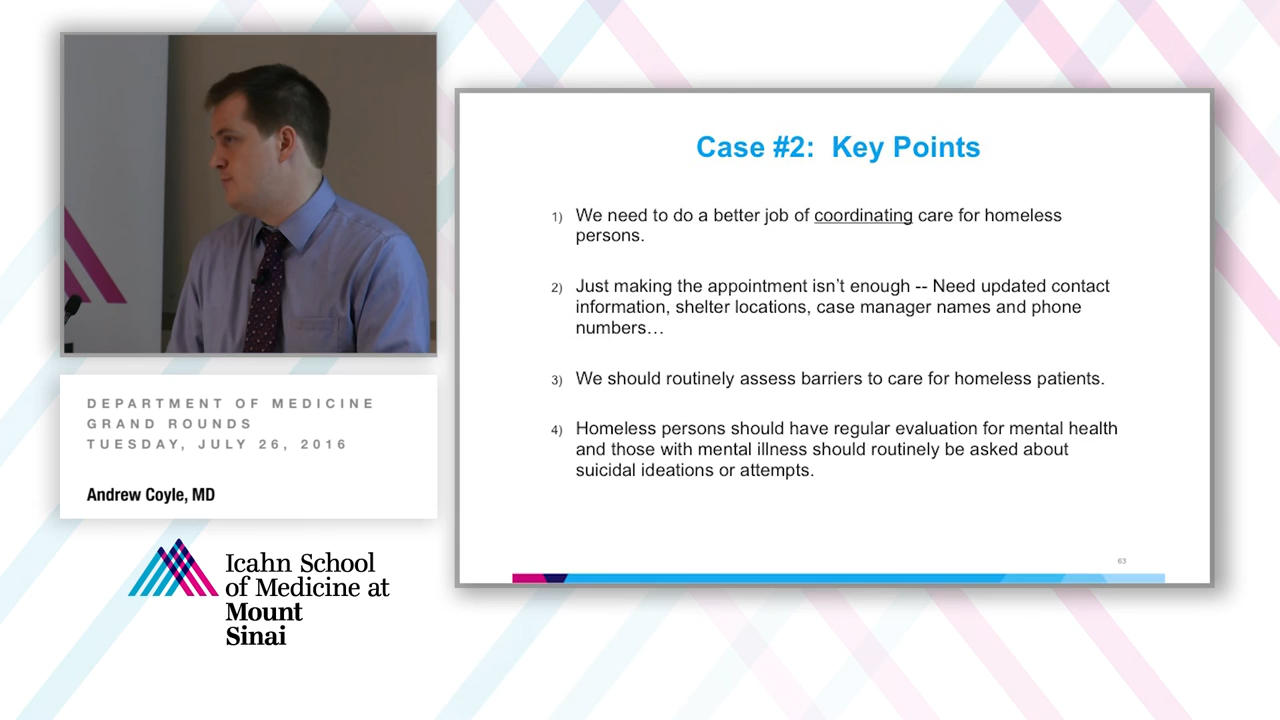 DEPARTMENT OF MEDICINE
GRAND ROUNDS
TUESDAY, JULY 26, 2016
Andrew Coyle, MD
Icahn School
of Medicine at
Mount
Sinai
Case #2: Key Points
1) We need to do a better job of coordinating care for homeless
persons.
2) Just making the appointment isn't enough -- Need updated contact
information, shelter locations, case manager names and phone
numbers…
3) We should routinely assess barriers to care for homeless patients.
4) Homeless persons should have regular evaluation for mental health
and those with mental illness should routinely be asked about
suicidal ideations or attempts.
63